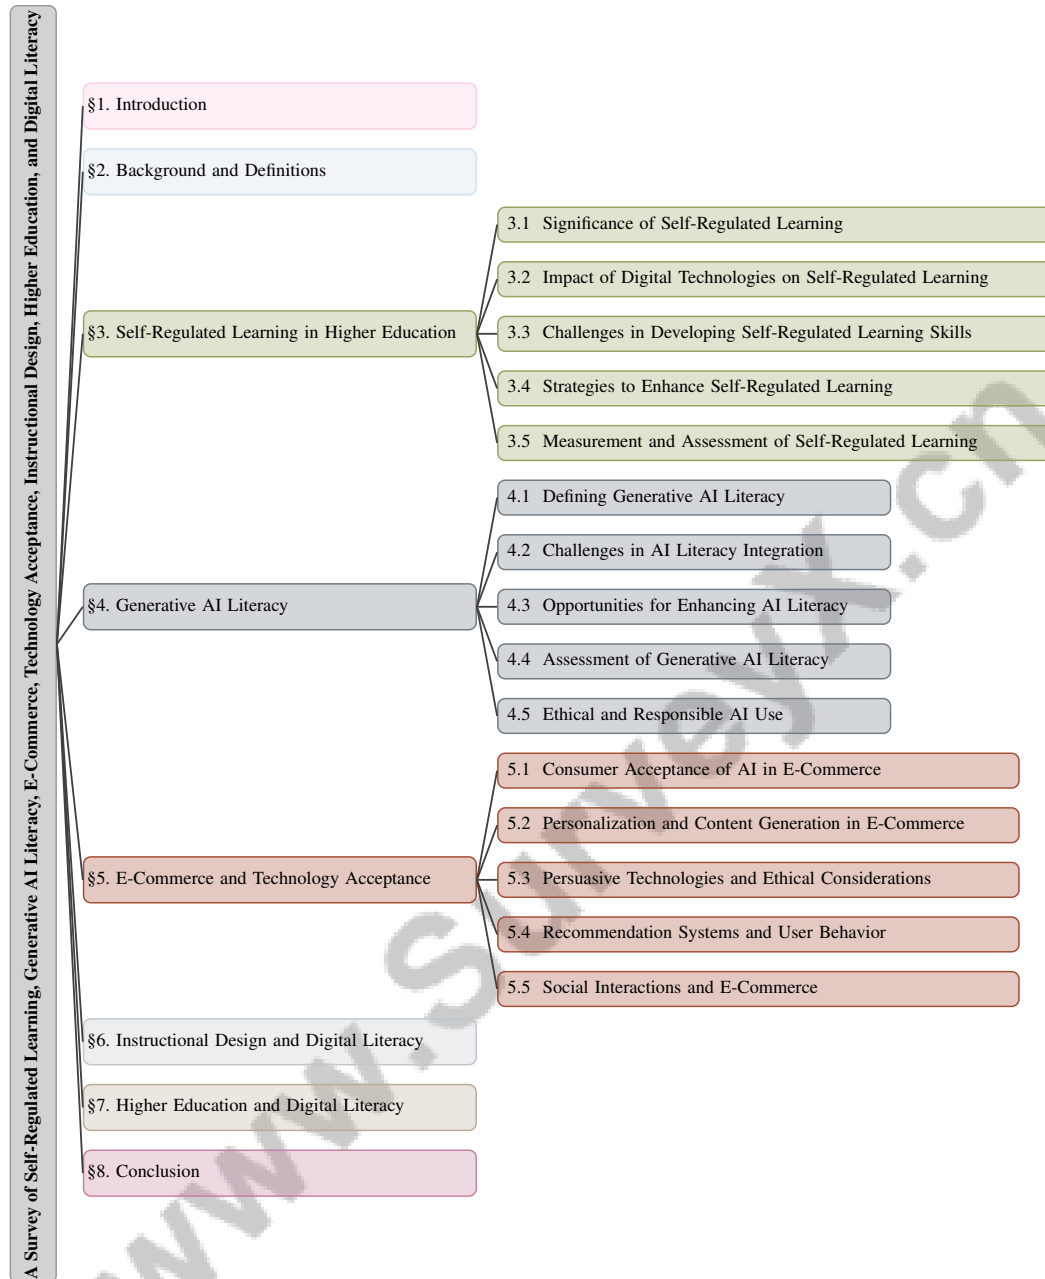 A Survey of Self-Regulated Learning, Generative AI Literacy, E-Commerce, Technology Acceptance, Instructional Design, Higher Education, and Digital Literacy
§1. Introduction
§2. Background and Definitions
§3. Self-Regulated Learning in Higher Education
3.1 Significance of Self-Regulated Learning
3.2 Impact of Digital Technologies on Self-Regulated Learning
3.3 Challenges in Developing Self-Regulated Learning Skills
3.4 Strategies to Enhance Self-Regulated Learning
3.5 Measurement and Assessment of Self-Regulated Learning
§4. Generative AI Literacy
4.1 Defining Generative AI Literacy
4.2 Challenges in AI Literacy Integration
4.3 Opportunities for Enhancing AI Literacy
4.4 Assessment of Generative AI Literacy
4.5 Ethical and Responsible AI Use
§5. E-Commerce and Technology Acceptance
5.1 Consumer Acceptance of AI in E-Commerce
5.2 Personalization and Content Generation in E-Commerce
5.3 Persuasive Technologies and Ethical Considerations
5.4 Recommendation Systems and User Behavior
5.5 Social Interactions and E-Commerce
§6. Instructional Design and Digital Literacy
§7. Higher Education and Digital Literacy
§8. Conclusion
www.Surveyx.cn